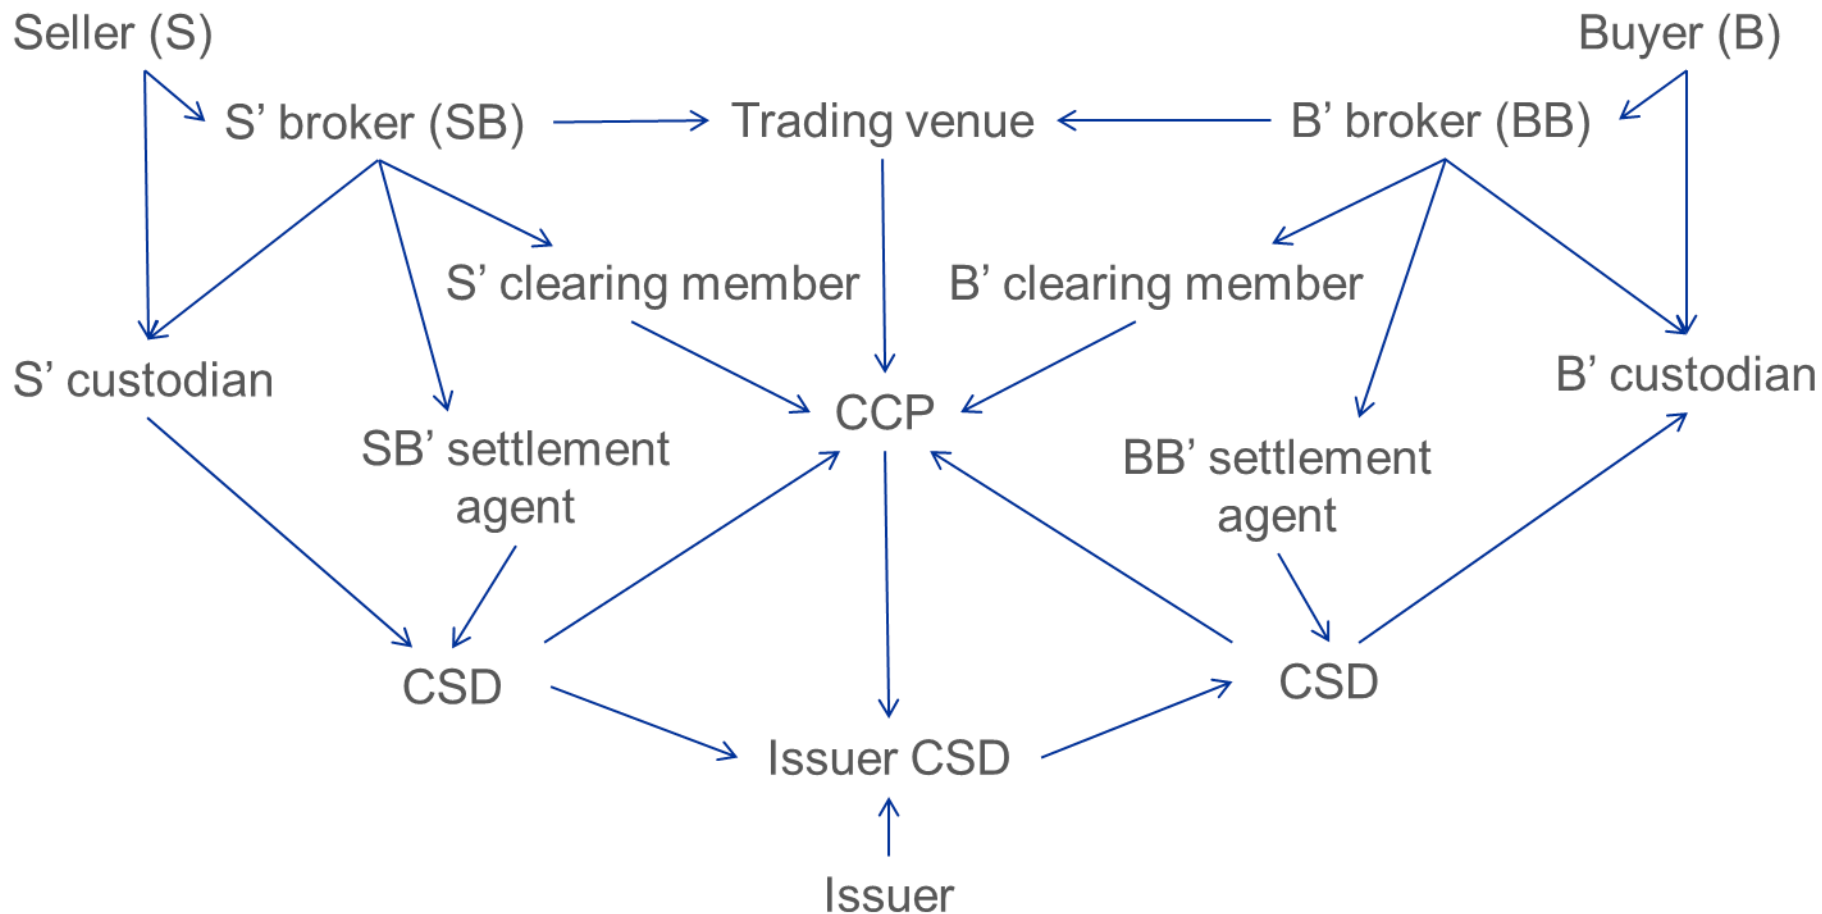 Seller (S)
Buyer (B)
S’ broker (SB)
Trading venue
B’ broker (BB)
S’ clearing member
B’ clearing member
S’ custodian
B’ custodian
CCP
SB’ settlement
agent
BB’ settlement
agent
CSD
CSD
Issuer CSD
Issuer